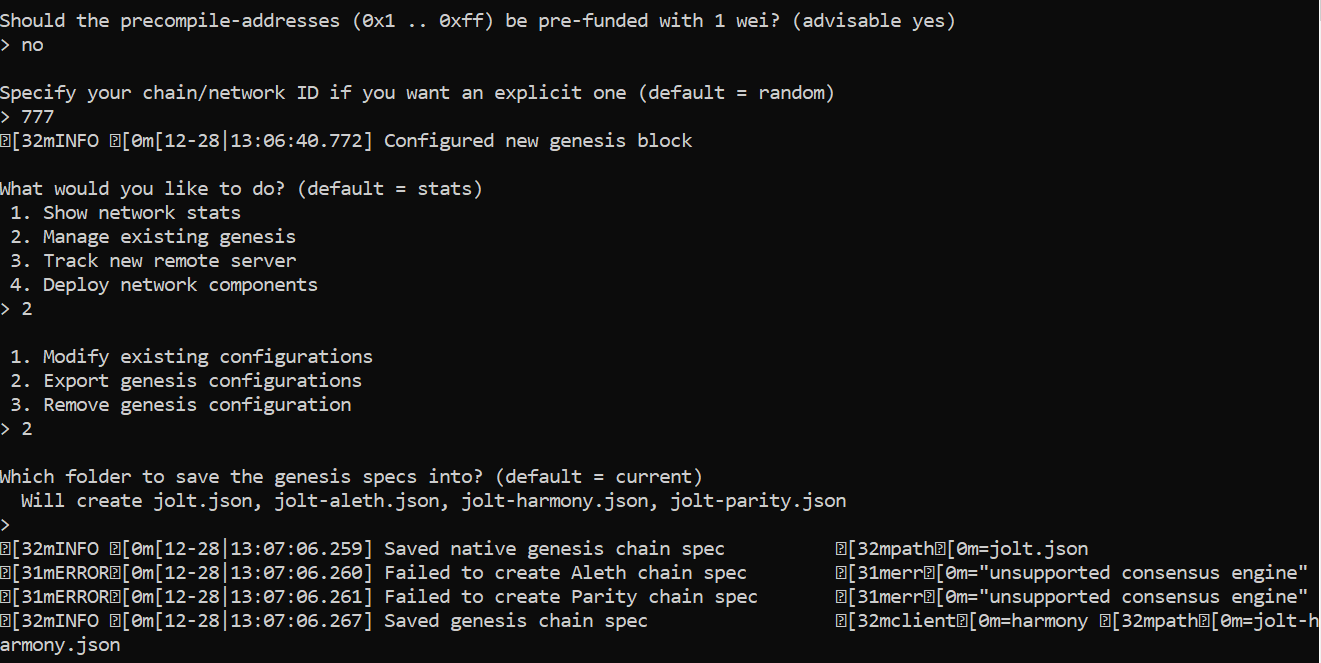 Should the precompile-addresses (0x1 .. 0xff) be pre-funded with 1 wei? (advisable yes)
> no
Specify your chain/network ID if you want an explicit one (default = random)
> 777
⍰[32mINFO ⍰[0m[12-28|13:06:40.772] Configured new genesis block
What would you like to do? (default = stats)
1. Show network stats
2. Manage existing genesis
3. Track new remote server
4. Deploy network components
> 2
1. Modify existing configurations
2. Export genesis configurations
3. Remove genesis configuration
> 2
Which folder to save the genesis specs into? (default = current)
Will create jolt.json, jolt-aleth.json, jolt-harmony.json, jolt-parity.json
>
⍰[32mINFO ⍰[0m[12-28|13:07:06.259] Saved native genesis chain spec ⍰[32mpath⍰[0m=jolt.json
⍰[31mERROR⍰[0m[12-28|13:07:06.260] Failed to create Aleth chain spec ⍰[31merr⍰[0m="unsupported consensus engine"
⍰[31mERROR⍰[0m[12-28|13:07:06.261] Failed to create Parity chain spec ⍰[31merr⍰[0m="unsupported consensus engine"
⍰[32mINFO ⍰[0m[12-28|13:07:06.267] Saved genesis chain spec ⍰[32mclient⍰[0m=harmony ⍰[32mpath⍰[0m=jolt-h
armony.json